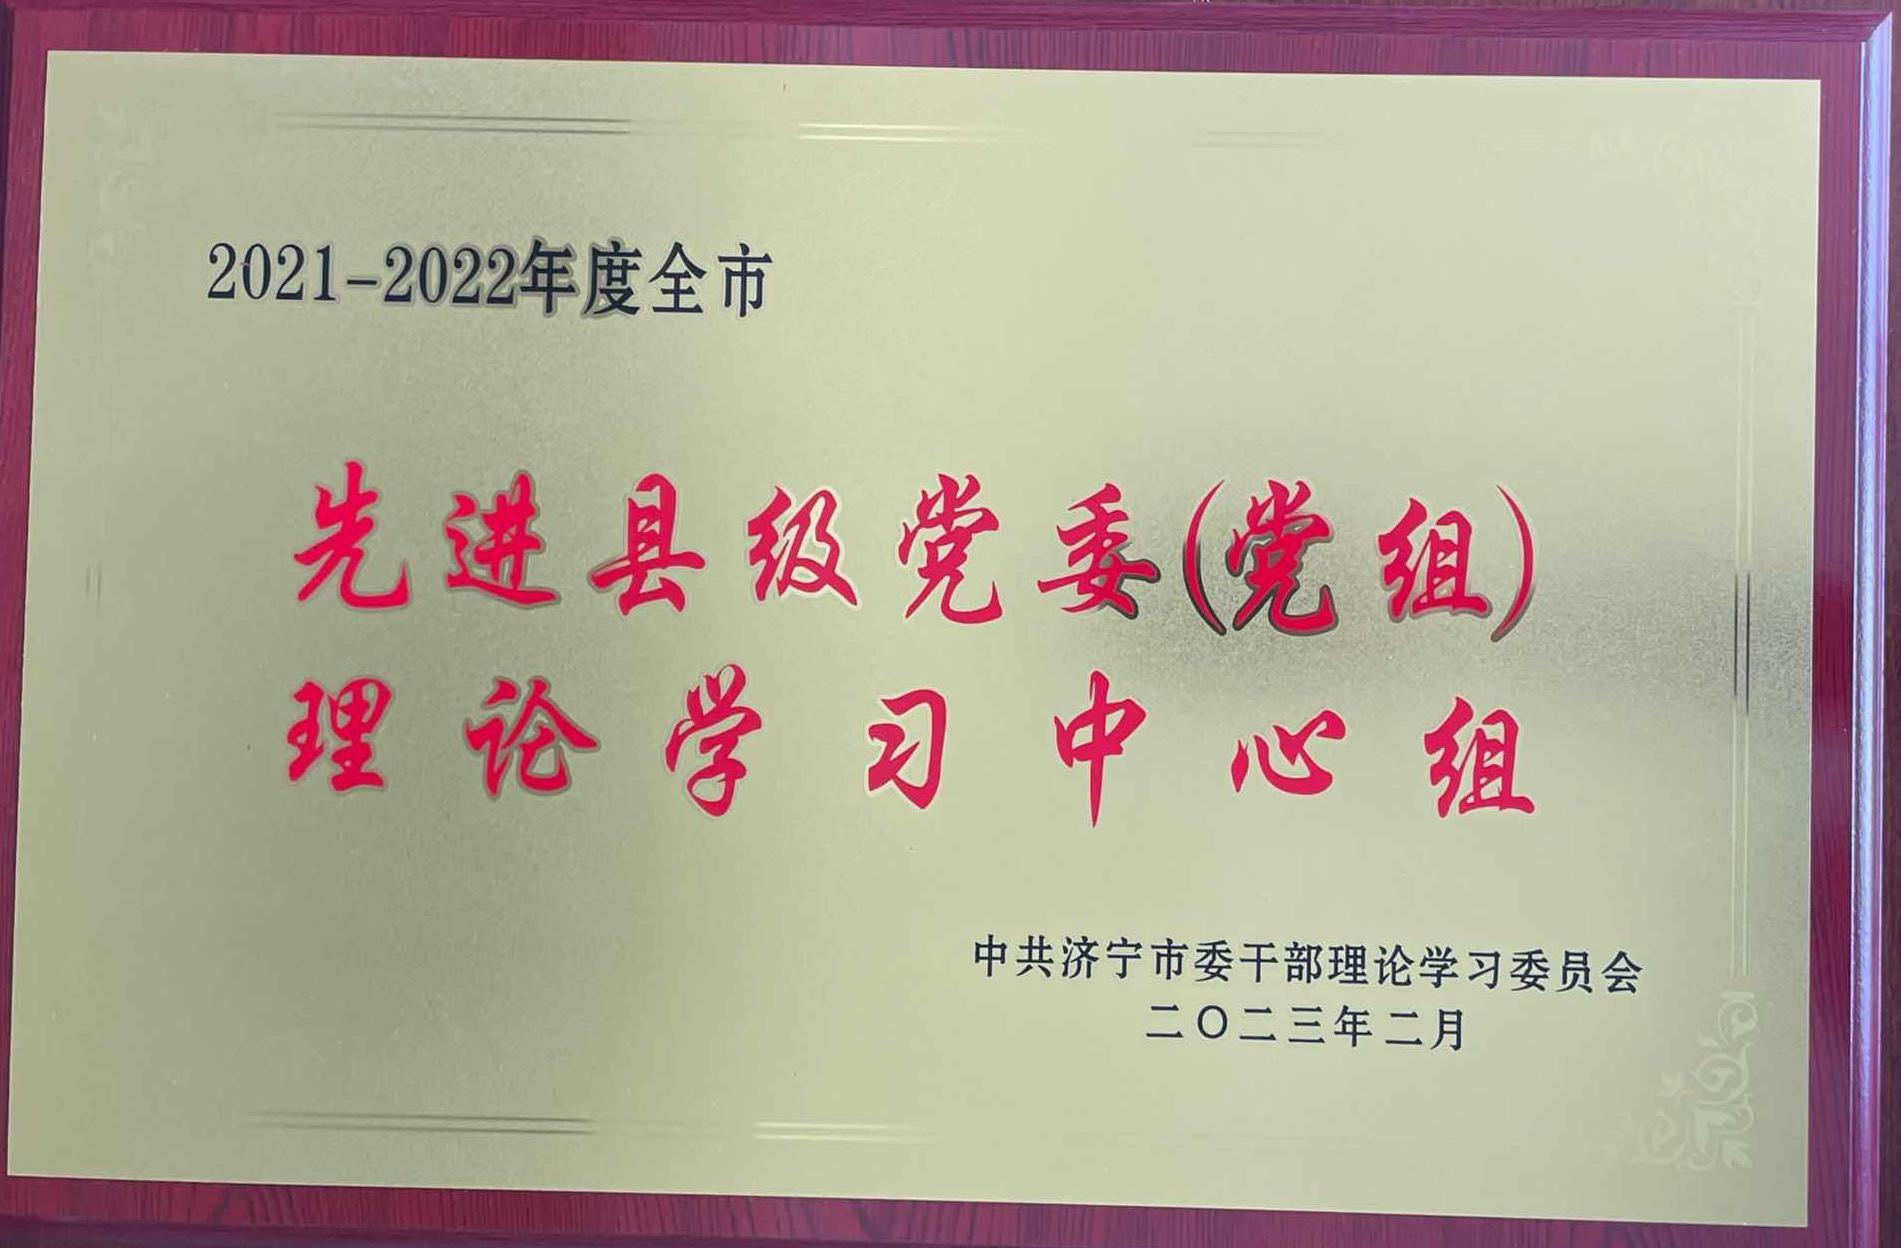 2021-2022年度全市
先进县级党委(党组)
理论学习中心组
中共济宁市委干部理论学习委员会
二〇二三年二月